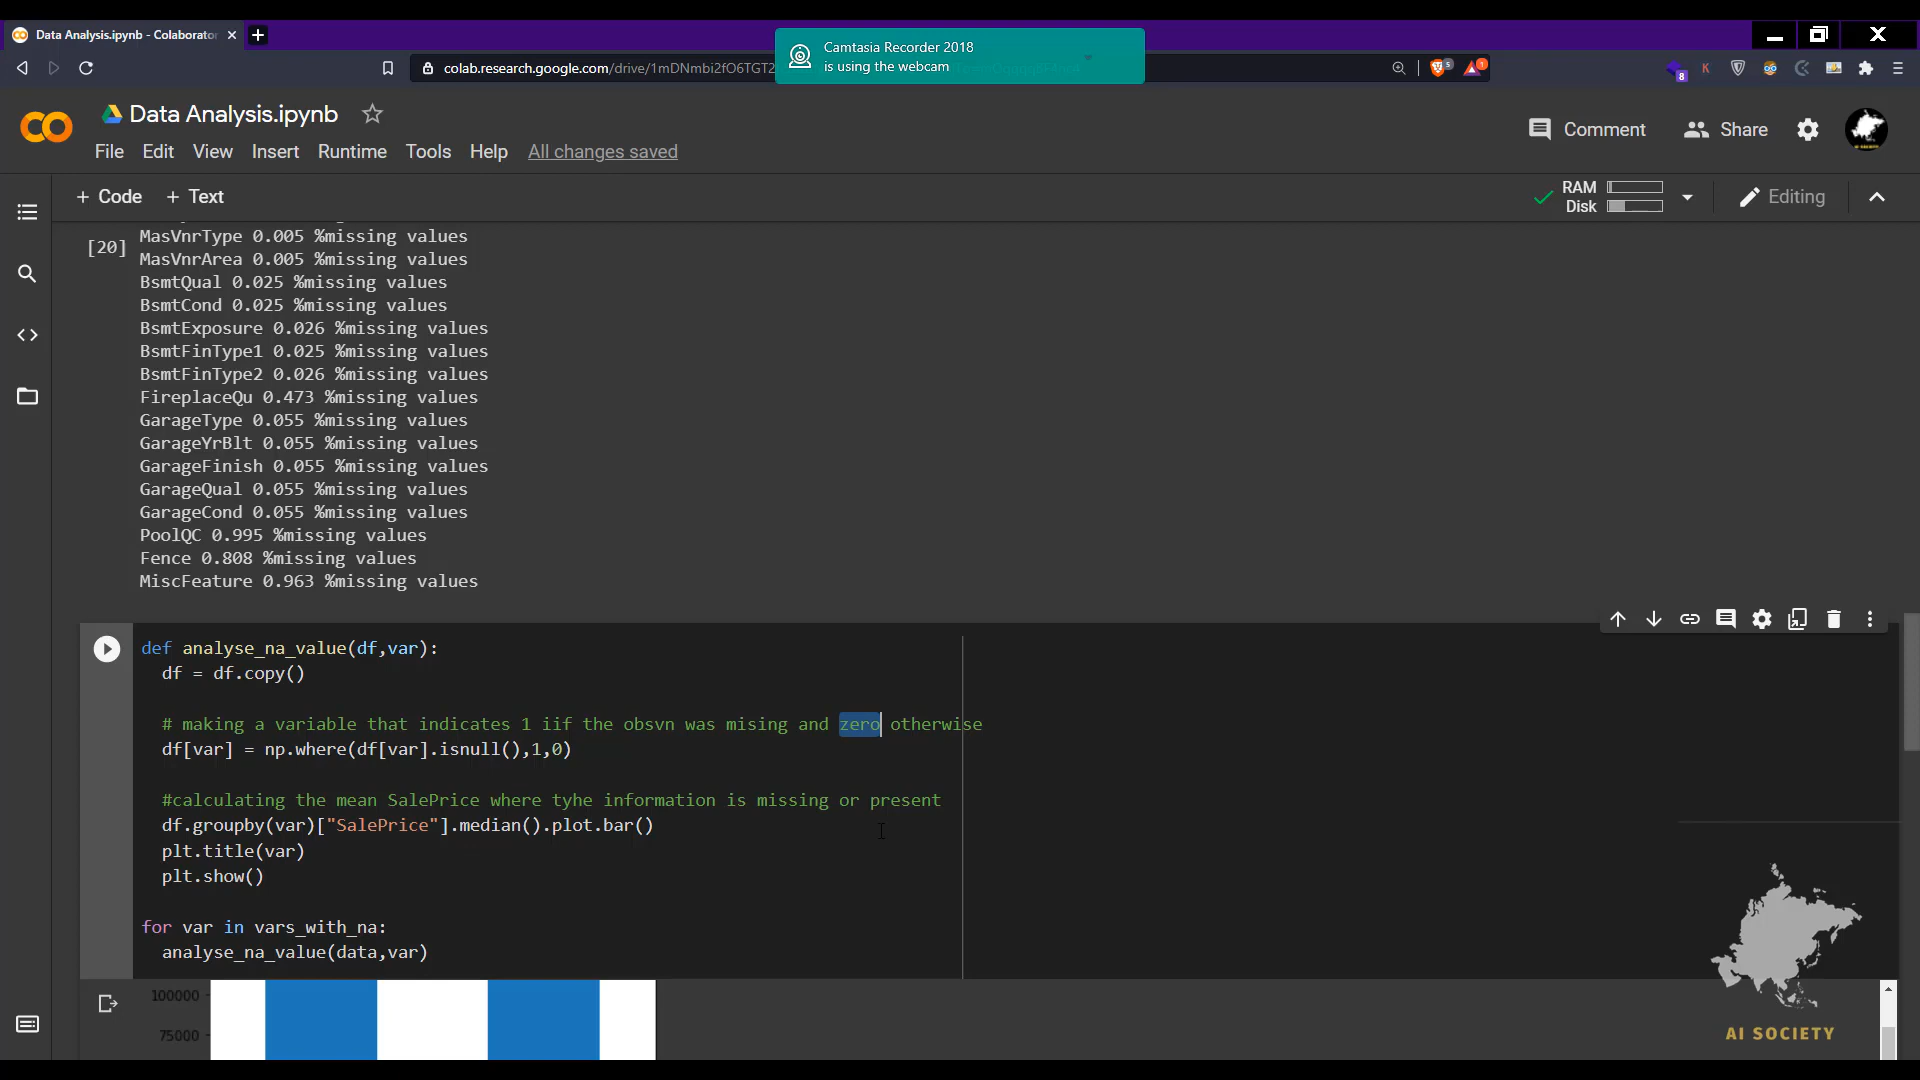 Data Analysis.ipynb - Colaborator
Camtasia Recorder 2018
is using the webcam
colab.research.google.com/drive/1mDNmbi2fO6TGT2
5
1
K
8
CO
Data Analysis.ipynb
Comment
Share
File Edit View Insert Runtime Tools Help All changes saved
AI SOCIETY
+ Code + Text
RAM
Disk
Editing
[20]
MasVnrType 0.005 %missing values
MasVnrArea 0.005 %missing values
BsmtQual 0.025 %missing values
BsmtCond 0.025 %missing values
BsmtExposure 0.026 %missing values
BsmtFinType1 0.025 %missing values
BsmtFinType2 0.026 %missing values
FireplaceQu 0.473 %missing values
GarageType 0.055 %missing values
GarageYrBlt 0.055 %missing values
GarageFinish 0.055 %missing values
GarageQual 0.055 %missing values
GarageCond 0.055 %missing values
PoolQC 0.995 %missing values
Fence 0.808 %missing values
MiscFeature 0.963 %missing values
def analyse_na_value(df,var):
df = df.copy()
# making a variable that indicates 1 iif the obsvn was mising and zero otherwise
df[var] = np.where(df[var].isnull(),1,0)
#calculating the mean SalePrice where tyhe information is missing or present
df.groupby(var)["SalePrice"].median().plot.bar()
plt.title(var)
plt.show()
for var in vars_with_na:
analyse_na_value(data,var)
100000
75000
AI SOCIETY